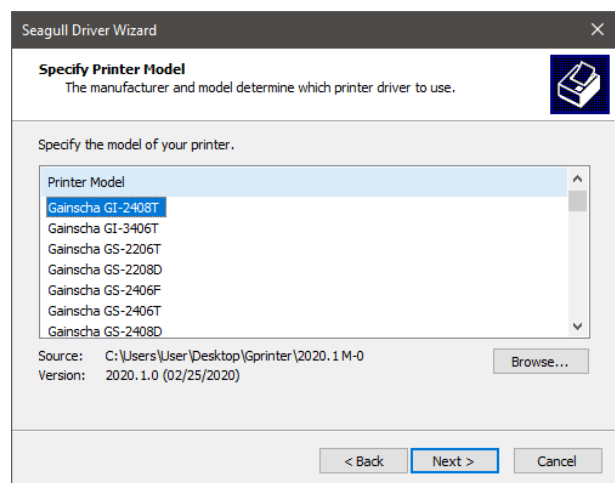 Seagull Driver Wizard
Specify Printer Model
The manufacturer and model determine which printer driver to use.
Specify the model of your printer.
Printer Model
Gainscha GI-2408T
Gainscha GI-3406T
Gainscha GS-2206T
Gainscha GS-2208D
Gainscha GS-2406F
Gainscha GS-2406T
Gainscha GS-2408D
Source: C:\Users\User\Desktop\Gprinter\2020.1 M-0
Browse...
Version: 2020.1.0 (02/25/2020)
< Back Next > Cancel